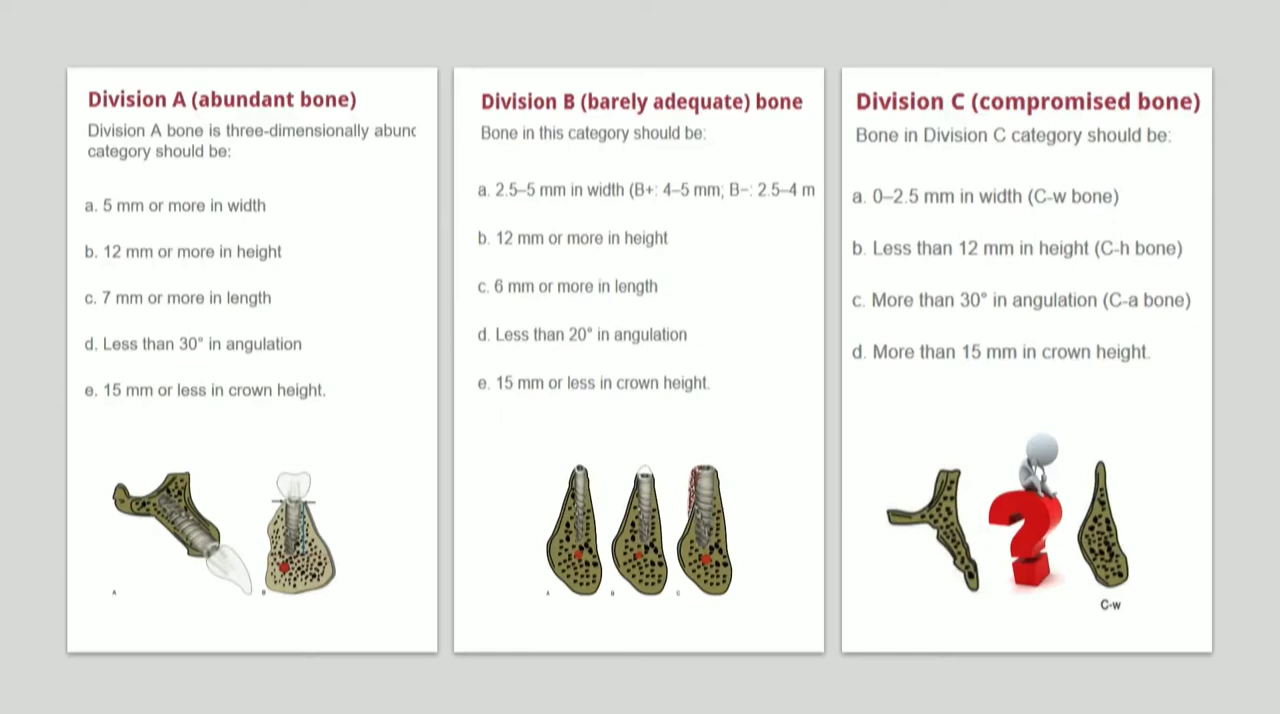 Division A (abundant bone)
Division A bone is three-dimensionally
category should be:
a. 5 mm or more in width
b. 12 mm or more in height
c. 7 mm or more in length
d. Less than 30° in angulation
e. 15 mm or less in crown height.
A
B
Division B (barely adequate) bone
Bone in this category should be:
a. 2.5–5 mm in width (B+: 4–5 mm; B−: 2.5–4 m
b. 12 mm or more in height
c. 6 mm or more in length
d. Less than 20° in angulation
e. 15 mm or less in crown height.
A
B
C
Division C (compromised bone)
Bone in Division C category should be:
a. 0–2.5 mm in width (C-w bone)
b. Less than 12 mm in height (C-h bone)
c. More than 30° in angulation (C-a bone)
d. More than 15 mm in crown height.
?
C-w